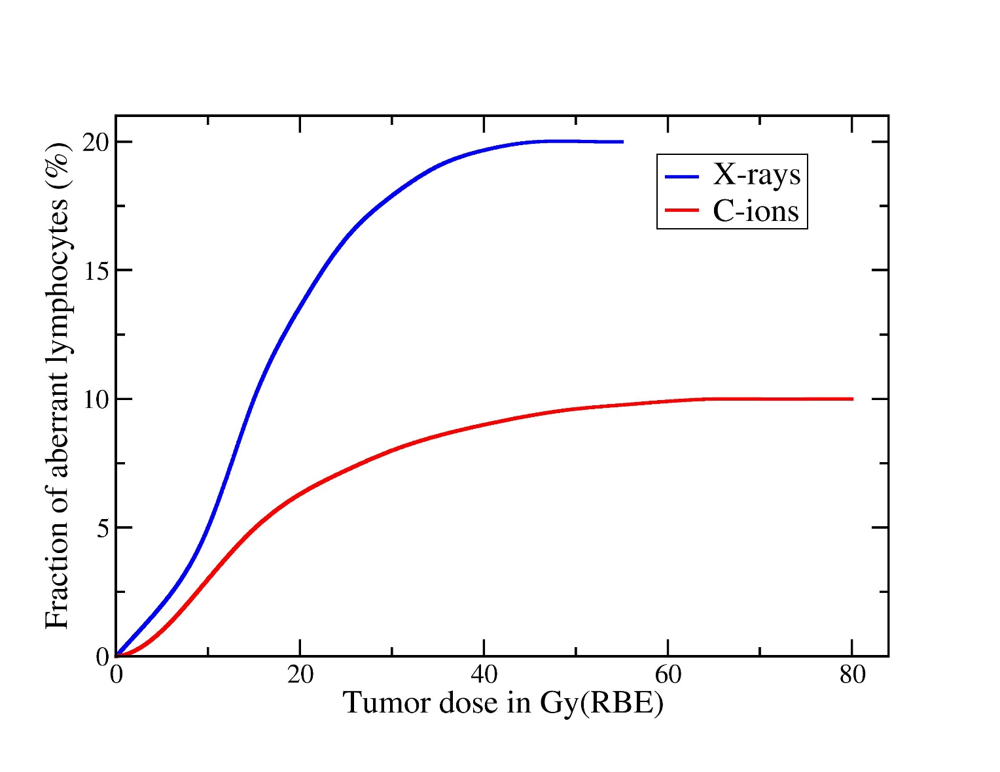 20
15
10
5
0
0 20 40 60 80
Fraction of aberrant lymphocytes (%)
Tumor dose in Gy(RBE)
X-rays
C-ions